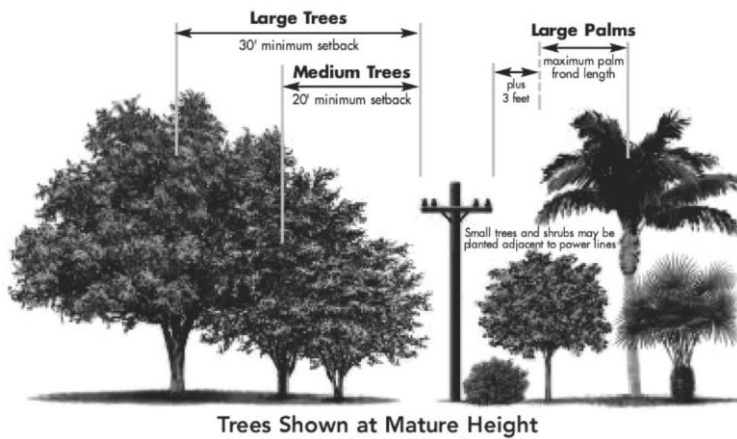 Large Trees
30' minimum setback
Medium Trees
20' minimum setback
Large Palms
maximum palm
frond length
plus
3 feet
Small trees and shrubs may be
planted adjacent to power lines
Trees Shown at Mature Height